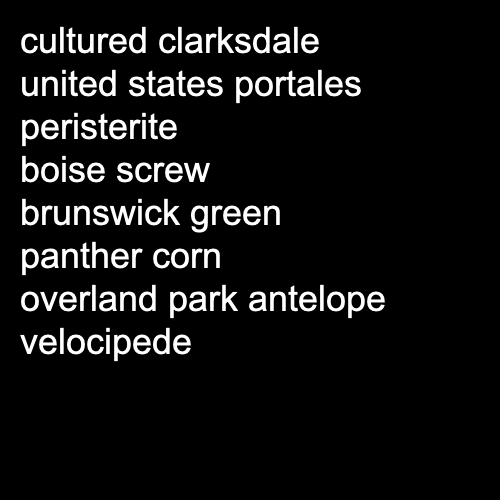 cultured clarksdale
united states portales
peristerite
boise screw
brunswick green
panther corn
overland park antelope
velocipede